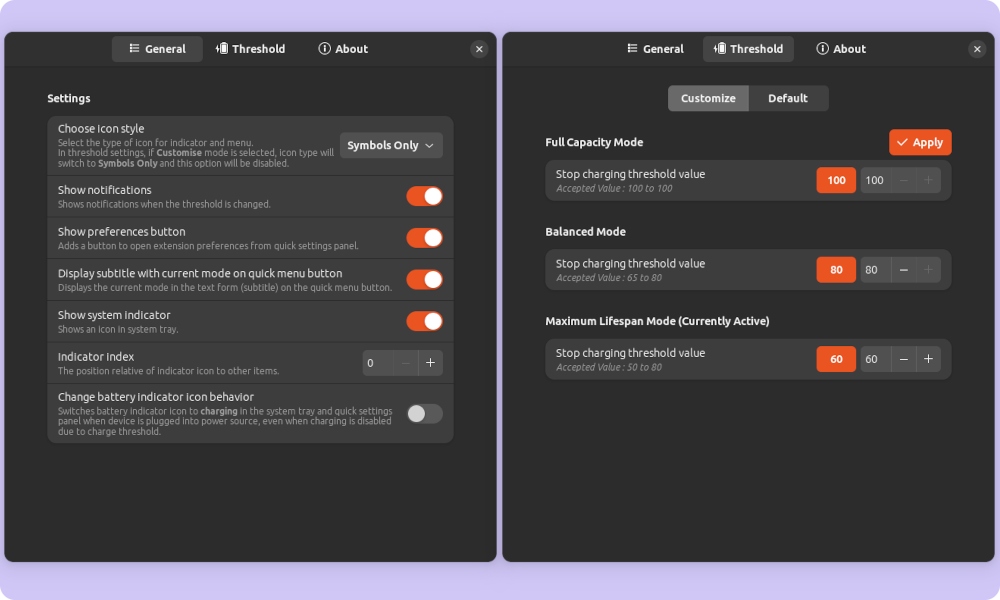 General
Threshold
About
Settings
Choose icon style
Select the type of icon for indicator and menu.
In threshold settings, if Customise mode is selected, icon type will
switch to Symbols Only and this option will be disabled.
Symbols Only
Show notifications
Shows notifications when the threshold is changed.
Show preferences button
Adds a button to open extension preferences from quick settings panel.
Display subtitle with current mode on quick menu button
Displays the current mode in the text form (subtitle) on the quick menu button.
Show system indicator
Shows an icon in system tray.
Indicator Index
The position relative of indicator icon to other items.
0 − +
Change battery indicator icon behavior
Switches battery indicator icon to charging in the system tray and quick settings
panel when device is plugged into power source, even when charging is disabled
due to charge threshold.
General
Threshold
About
Customize
Default
Full Capacity Mode
Apply
Stop charging threshold value
Accepted Value : 100 to 100
100
100 − +
Balanced Mode
Stop charging threshold value
Accepted Value : 65 to 80
80
80 − +
Maximum Lifespan Mode (Currently Active)
Stop charging threshold value
Accepted Value : 50 to 80
60
60 − +